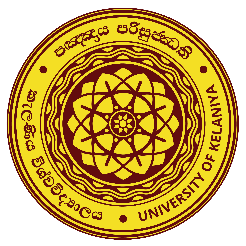 පඤ්ඤාය පරිසුජ්ඣති
කැලණිය විශ්වවිද්‍යාලය
UNIVERSITY OF KELANIYA